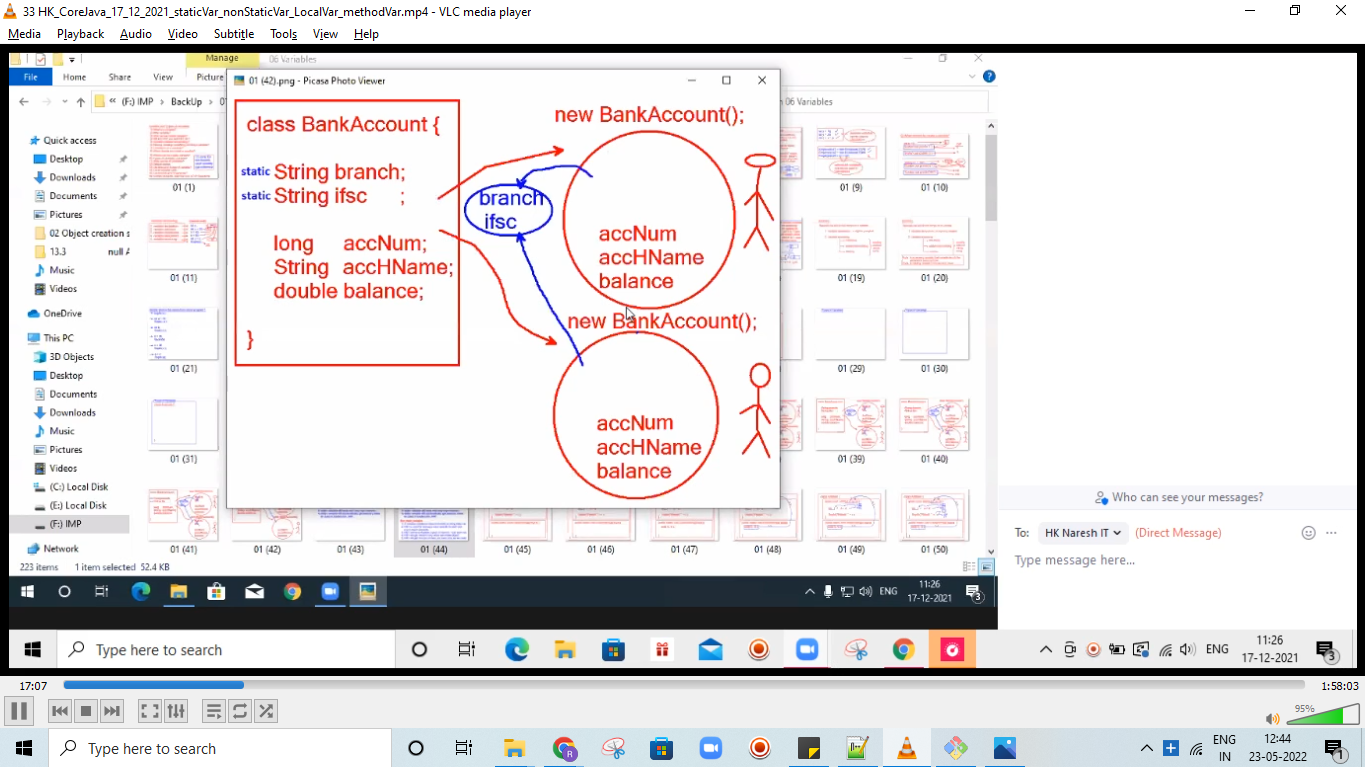 33 HK_CoreJava_17_12_2021_staticVar_nonStaticVar_LocalVar_methodVar.mp4 - VLC media player
Media Playback Audio Video Subtitle Tools View Help
Manage 06 Variables
File Home Share View Picture
« (F:) IMP > BackUp > 06 Variables
01 (42).png - Picasa Photo Viewer
Quick access
Desktop
Downloads
Documents
Pictures
02 Object creation s
13.3 null
Music
Videos
OneDrive
This PC
3D Objects
Desktop
Documents
Downloads
Music
Pictures
Videos
(C:) Local Disk
(E:) Local Disk
(F:) IMP
Network
class BankAccount {
static String branch;
static String ifsc ;
long accNum;
String accHName;
double balance;
}
branch
ifsc
new BankAccount();
accNum
accHName
balance
new BankAccount();
accNum
accHName
balance
01 (1) 01 (9) 01 (10)
01 (11) 01 (19) 01 (20)
01 (21) 01 (29) 01 (30)
01 (31) 01 (39) 01 (40)
01 (41) 01 (42) 01 (43) 01 (44) 01 (45) 01 (46) 01 (47) 01 (48) 01 (49) 01 (50)
223 items 1 item selected 52.4 KB
Who can see your messages?
To: HK Naresh IT (Direct Message)
Type message here...
ENG 11:26
17-12-2021 3
Type here to search
ENG 11:26
17-12-2021 3
17:07 1:58:03
95%
Type here to search
ENG 12:44
IN 23-05-2022 1